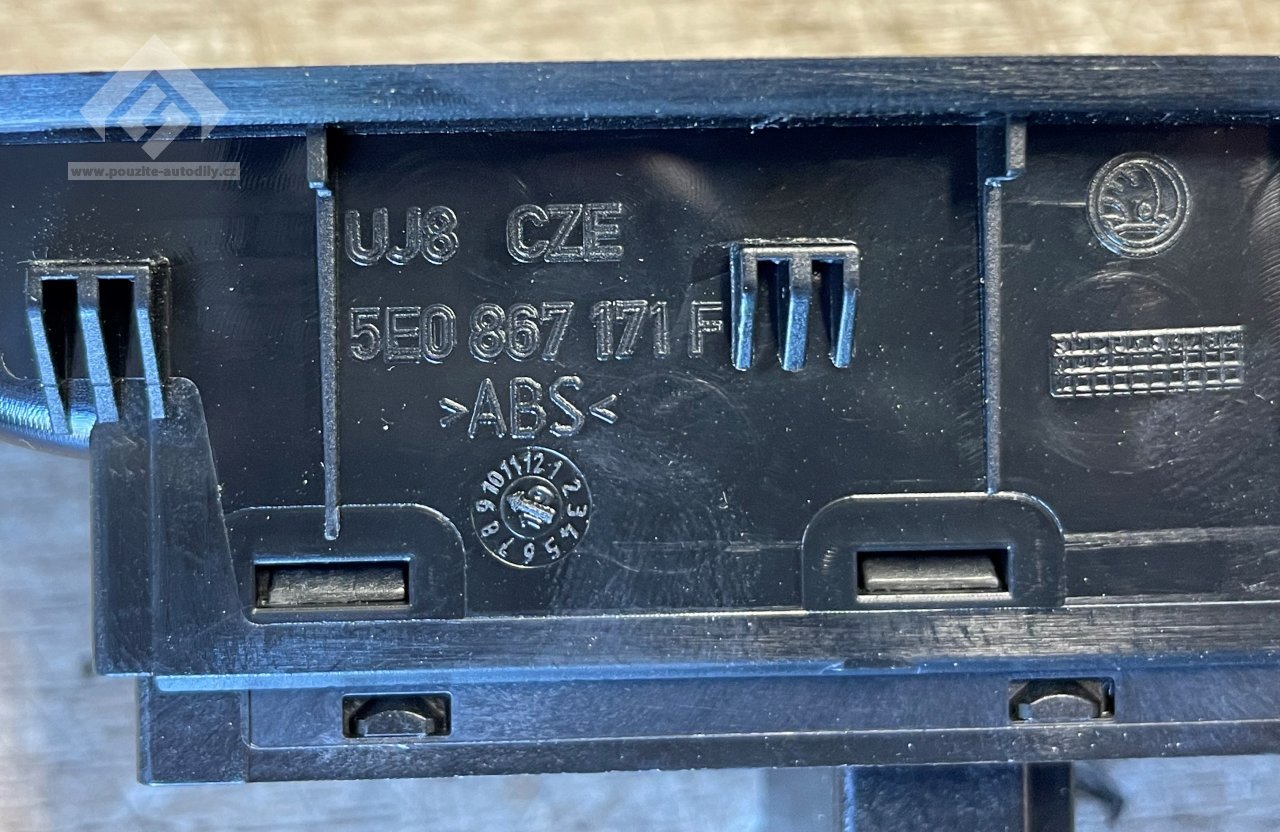 www.pouzite-autodily.cz
UJ8 CZE
5E0 867 171 F
>ABS<
1 2 3 4 5 6 7 8 9 10 11 12